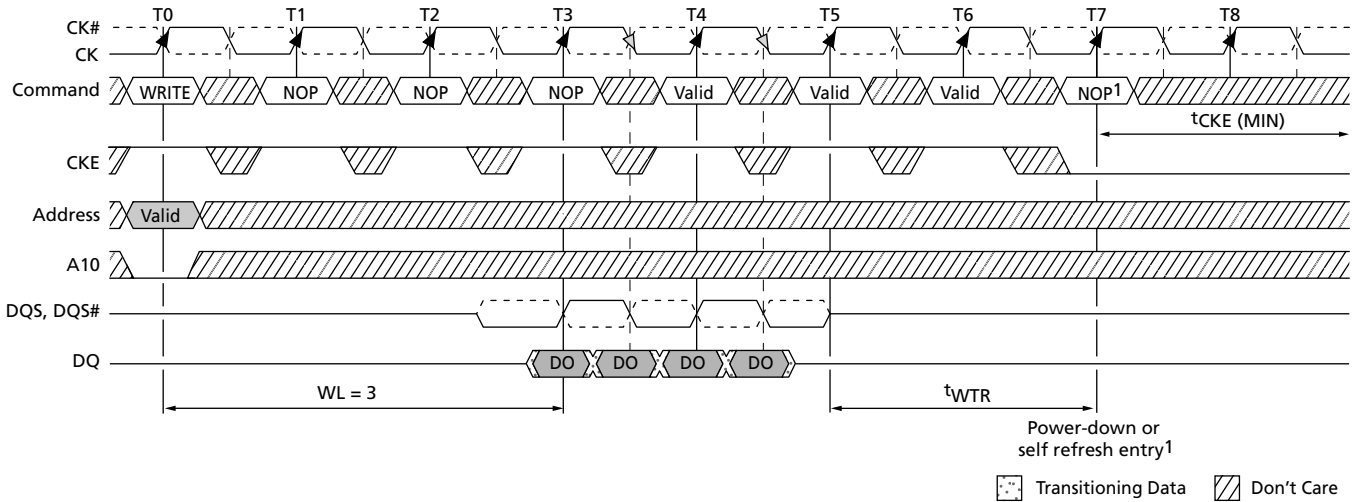 T0 T1 T2 T3 T4 T5 T6 T7 T8
CK#
CK
Command WRITE NOP NOP NOP Valid Valid Valid NOP1
tCKE (MIN)
CKE
Address Valid
A10
DQS, DQS#
DQ DO DO DO DO
WL = 3 tWTR
Power-down or
self refresh entry1
Transitioning Data Don't Care